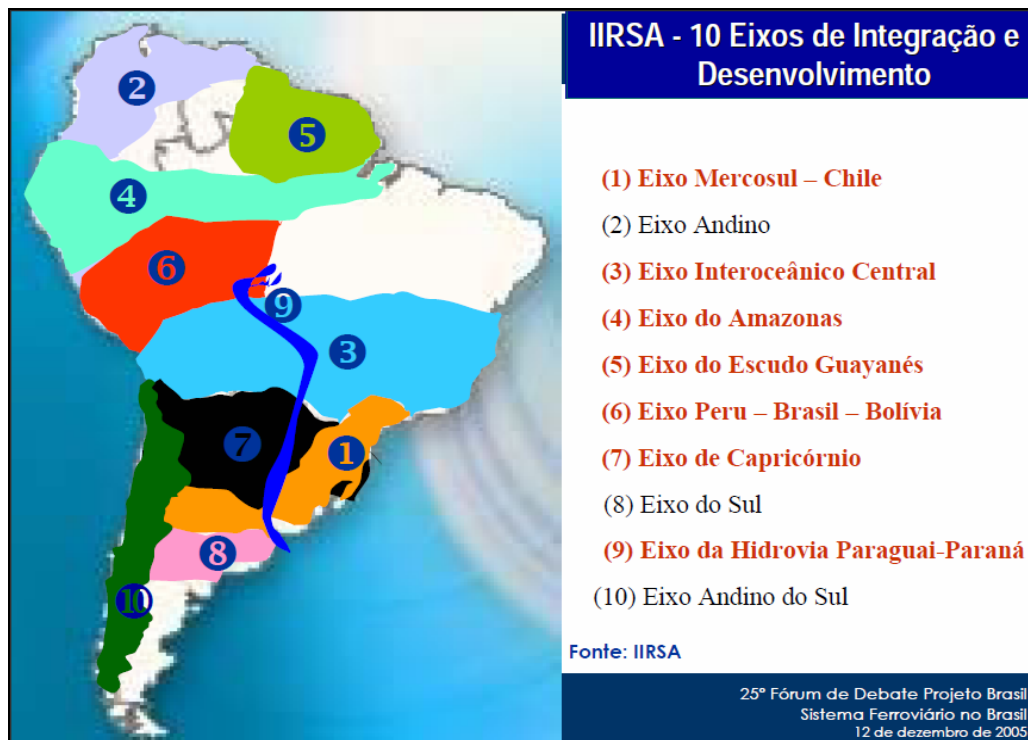 IIRSA - 10 Eixos de Integração e
Desenvolvimento
2
5
4
6
9
3
7
1
8
10
(1) Eixo Mercosul – Chile
(2) Eixo Andino
(3) Eixo Interoceânico Central
(4) Eixo do Amazonas
(5) Eixo do Escudo Guayanés
(6) Eixo Peru – Brasil – Bolívia
(7) Eixo de Capricórnio
(8) Eixo do Sul
(9) Eixo da Hidrovia Paraguai-Paraná
(10) Eixo Andino do Sul
Fonte: IIRSA
25º Fórum de Debate Projeto Brasil
Sistema Ferroviário no Brasil
12 de dezembro de 2005